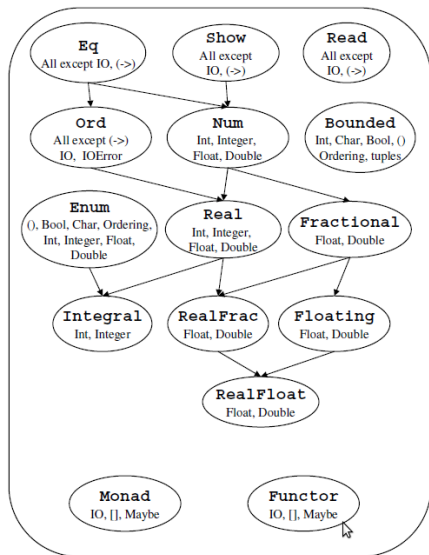 Eq
All except IO, (->)
Show
All except
IO, (->)
Read
All except
IO, (->)
Ord
All except (->)
IO, IOError
Num
Int, Integer,
Float, Double
Bounded
Int, Char, Bool, ()
Ordering, tuples
Enum
(), Bool, Char, Ordering,
Int, Integer, Float,
Double
Real
Int, Integer,
Float, Double
Fractional
Float, Double
Integral
Int, Integer
RealFrac
Float, Double
Floating
Float, Double
RealFloat
Float, Double
Monad
IO, [], Maybe
Functor
IO, [], Maybe